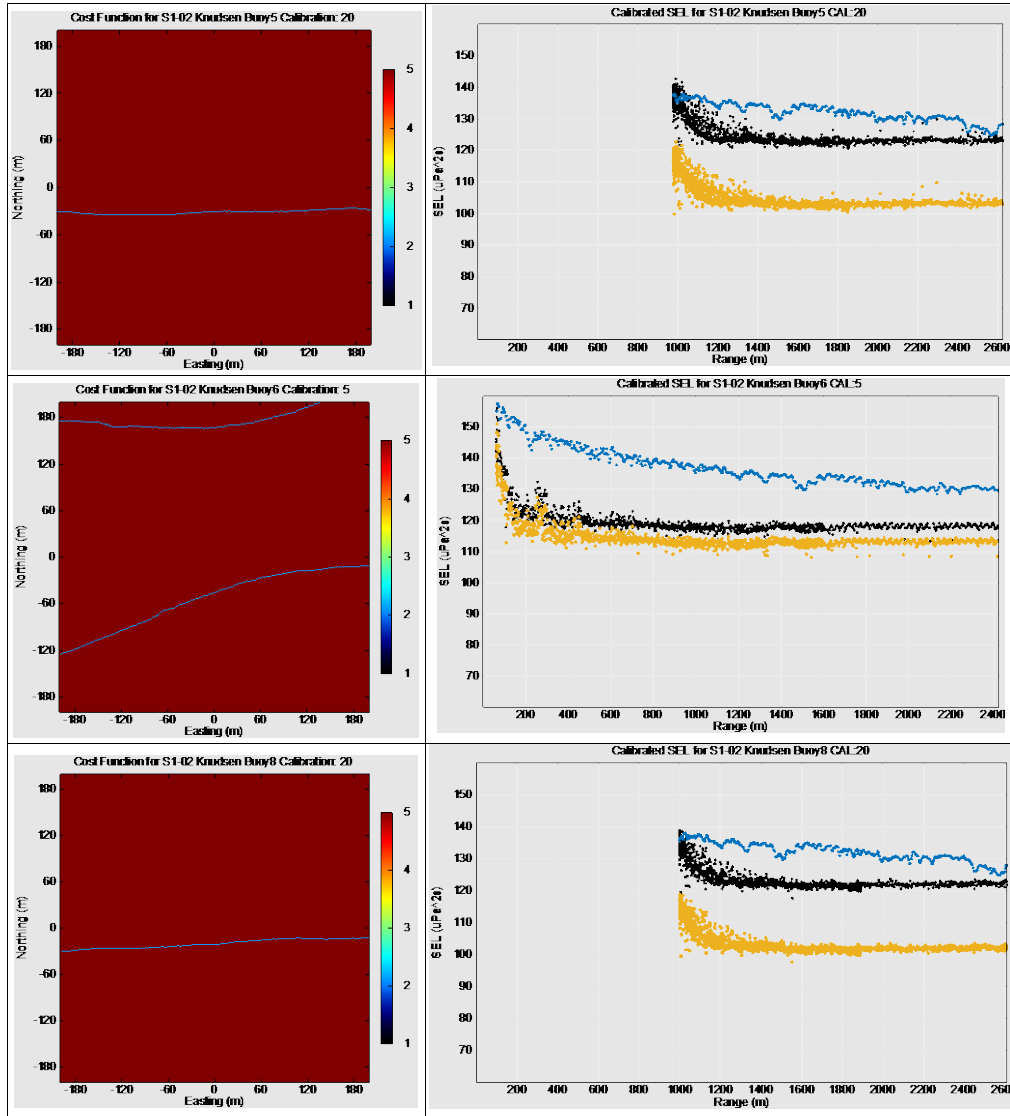 Cost Function for S1-02 Knudsen Buoy5 Calibration: 20
180
120
60
0
-60
-120
-180
Northing (m)
-180 -120 -60 0 60 120 180
Easting (m)
5
4
3
2
1
Calibrated SEL for S1-02 Knudsen Buoy5 CAL:20
150
140
130
120
110
100
90
80
70
SEL (uPa^2s)
200 400 600 800 1000 1200 1400 1600 1800 2000 2200 2400 2600
Range (m)
Cost Function for S1-02 Knudsen Buoy6 Calibration: 5
180
120
60
0
-60
-120
-180
Northing (m)
-180 -120 -60 0 60 120 180
Easting (m)
5
4
3
2
1
Calibrated SEL for S1-02 Knudsen Buoy6 CAL:5
150
140
130
120
110
100
90
80
70
SEL (uPa^2s)
200 400 600 800 1000 1200 1400 1600 1800 2000 2200 2400
Range (m)
Cost Function for S1-02 Knudsen Buoy8 Calibration: 20
180
120
60
0
-60
-120
-180
Northing (m)
-180 -120 -60 0 60 120 180
Easting (m)
5
4
3
2
1
Calibrated SEL for S1-02 Knudsen Buoy8 CAL:20
150
140
130
120
110
100
90
80
70
SEL (uPa^2s)
200 400 600 800 1000 1200 1400 1600 1800 2000 2200 2400 2600
Range (m)